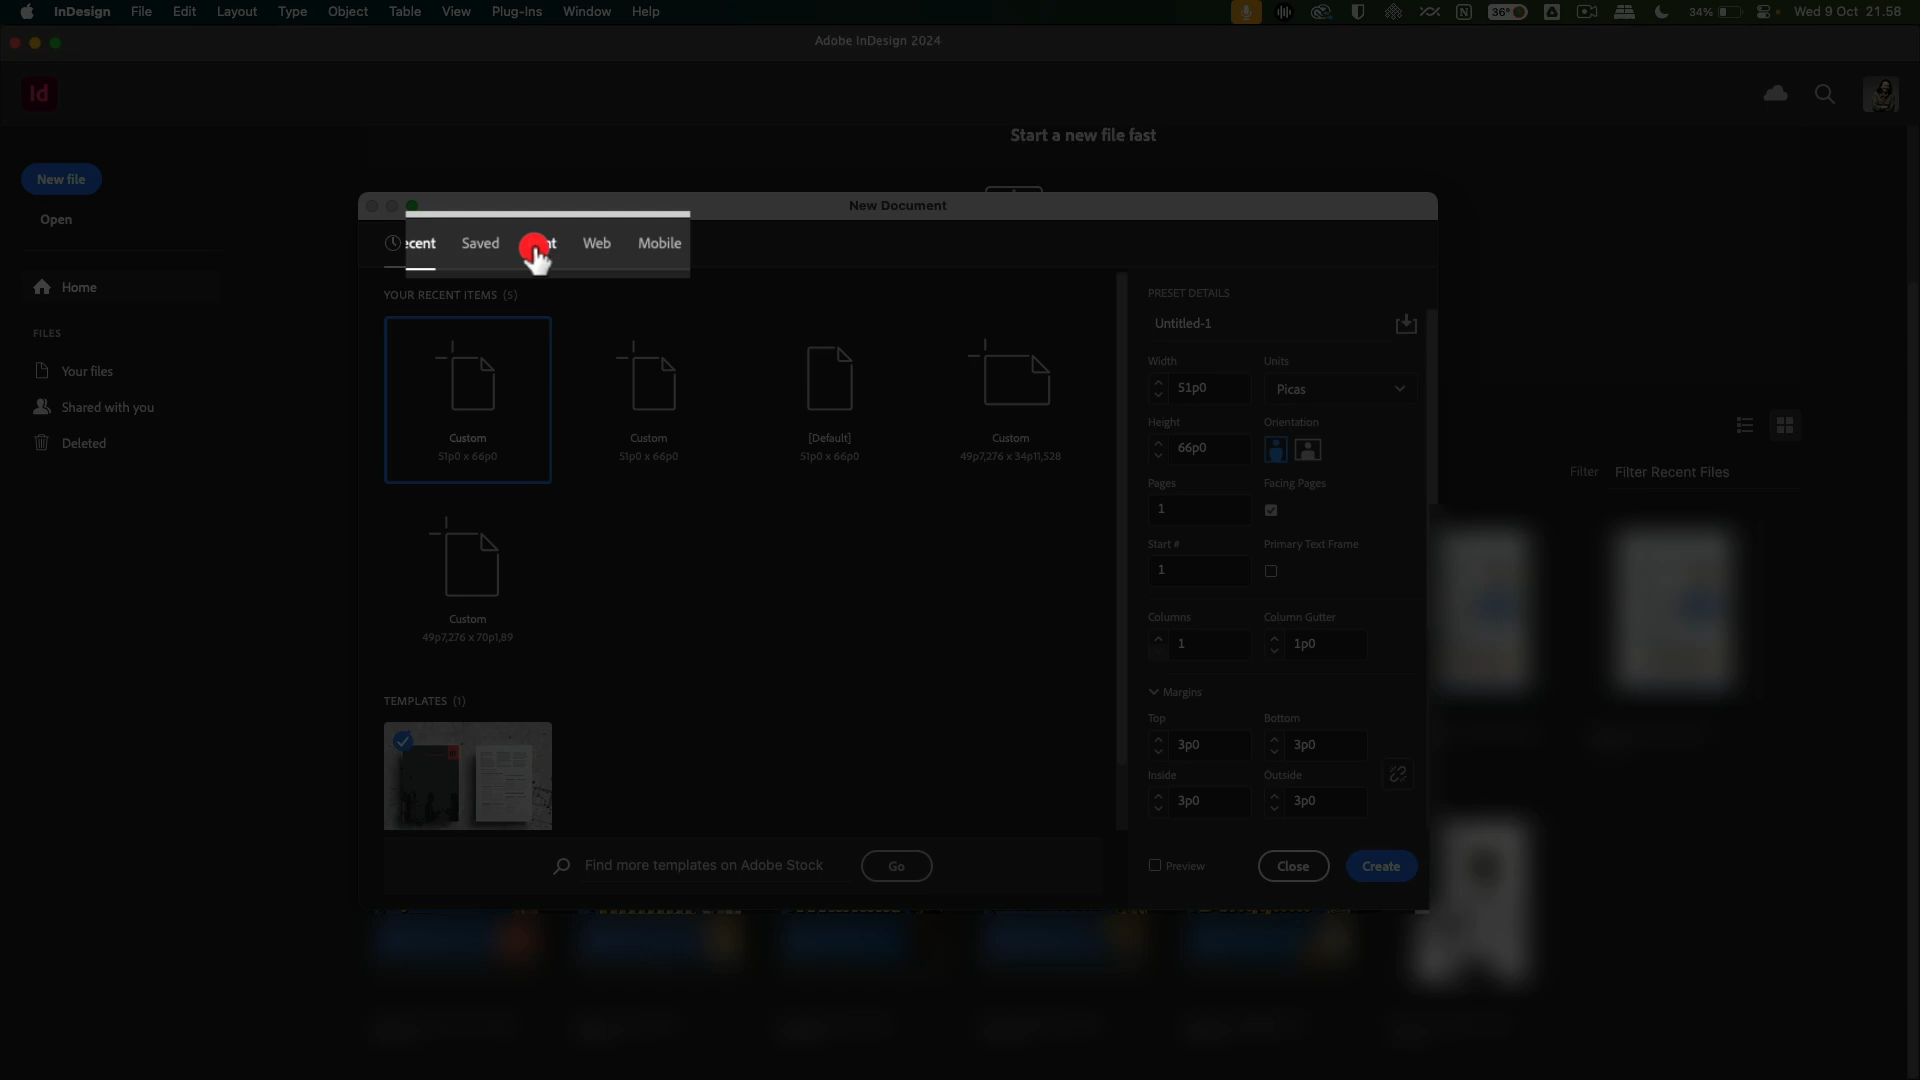 InDesign File Edit Layout Type Object Table View Plug-Ins Window Help 36° 34% Wed 9 Oct 21.58
Adobe InDesign 2024
Id
Start a new file fast
New file
Open
Home
FILES
Your files
Shared with you
Deleted
New Document
ecent Saved nt Web Mobile
YOUR RECENT ITEMS (5)
Custom
51p0 x 66p0
Custom
51p0 x 66p0
[Default]
51p0 x 66p0
Custom
49p7,276 x 34p11,528
Custom
49p7,276 x 70p1,89
TEMPLATES (1)
Find more templates on Adobe Stock Go
PRESET DETAILS
Untitled-1
Width Units
51p0 Picas
Height Orientation
66p0
Pages Facing Pages
1
Start # Primary Text Frame
1
Columns Column Gutter
1 1p0
Margins
Top Bottom
3p0 3p0
Inside Outside
3p0 3p0
Preview Close Create
Filter Filter Recent Files